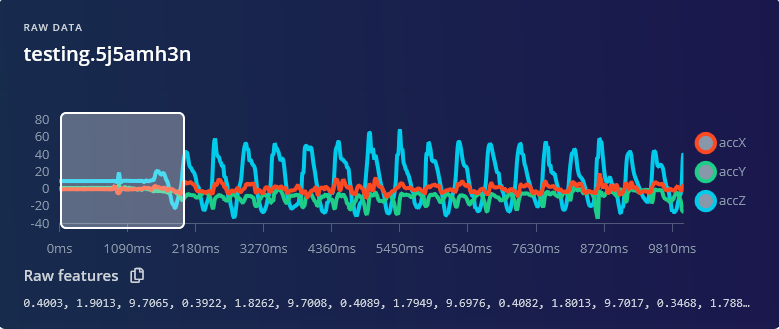 RAW DATA
testing.5j5amh3n
80
60
40
20
0
-20
-40
accX
accY
accZ
0ms 1090ms 2180ms 3270ms 4360ms 5450ms 6540ms 7630ms 8720ms 9810ms
Raw features
0.4003, 1.9013, 9.7065, 0.3922, 1.8262, 9.7008, 0.4089, 1.7949, 9.6976, 0.4082, 1.8013, 9.7017, 0.3468, 1.788…